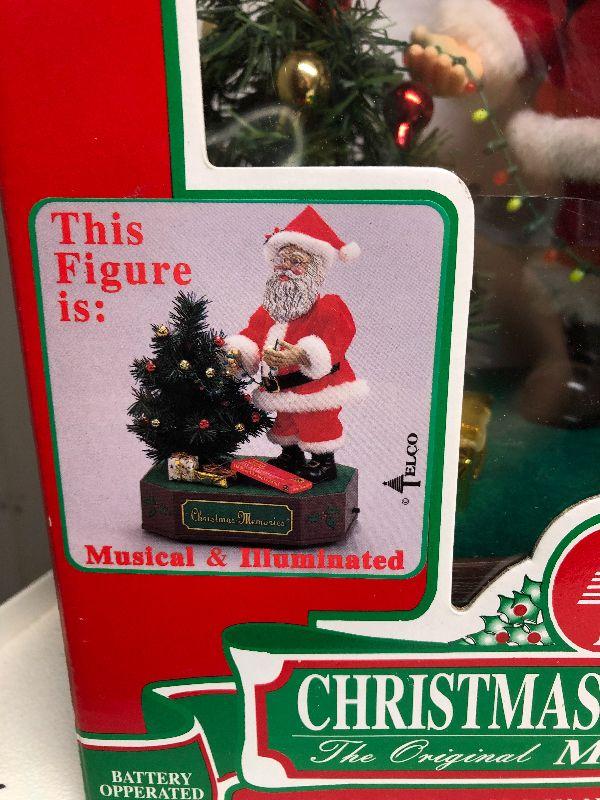 This
Figure
is:
© TELCO
Christmas Memories
Musical & Illuminated
CHRISTMAS
The Original M
BATTERY
OPPERATED